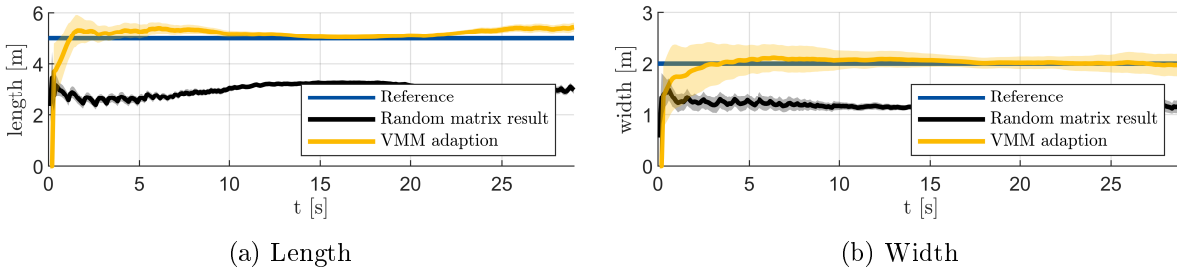 6
4
2
0
length [m]
Reference
Random matrix result
VMM adaption
0 5 10 15 20 25
t [s]
(a) Length
3
2
1
0
width [m]
Reference
Random matrix result
VMM adaption
0 5 10 15 20 25
t [s]
(b) Width